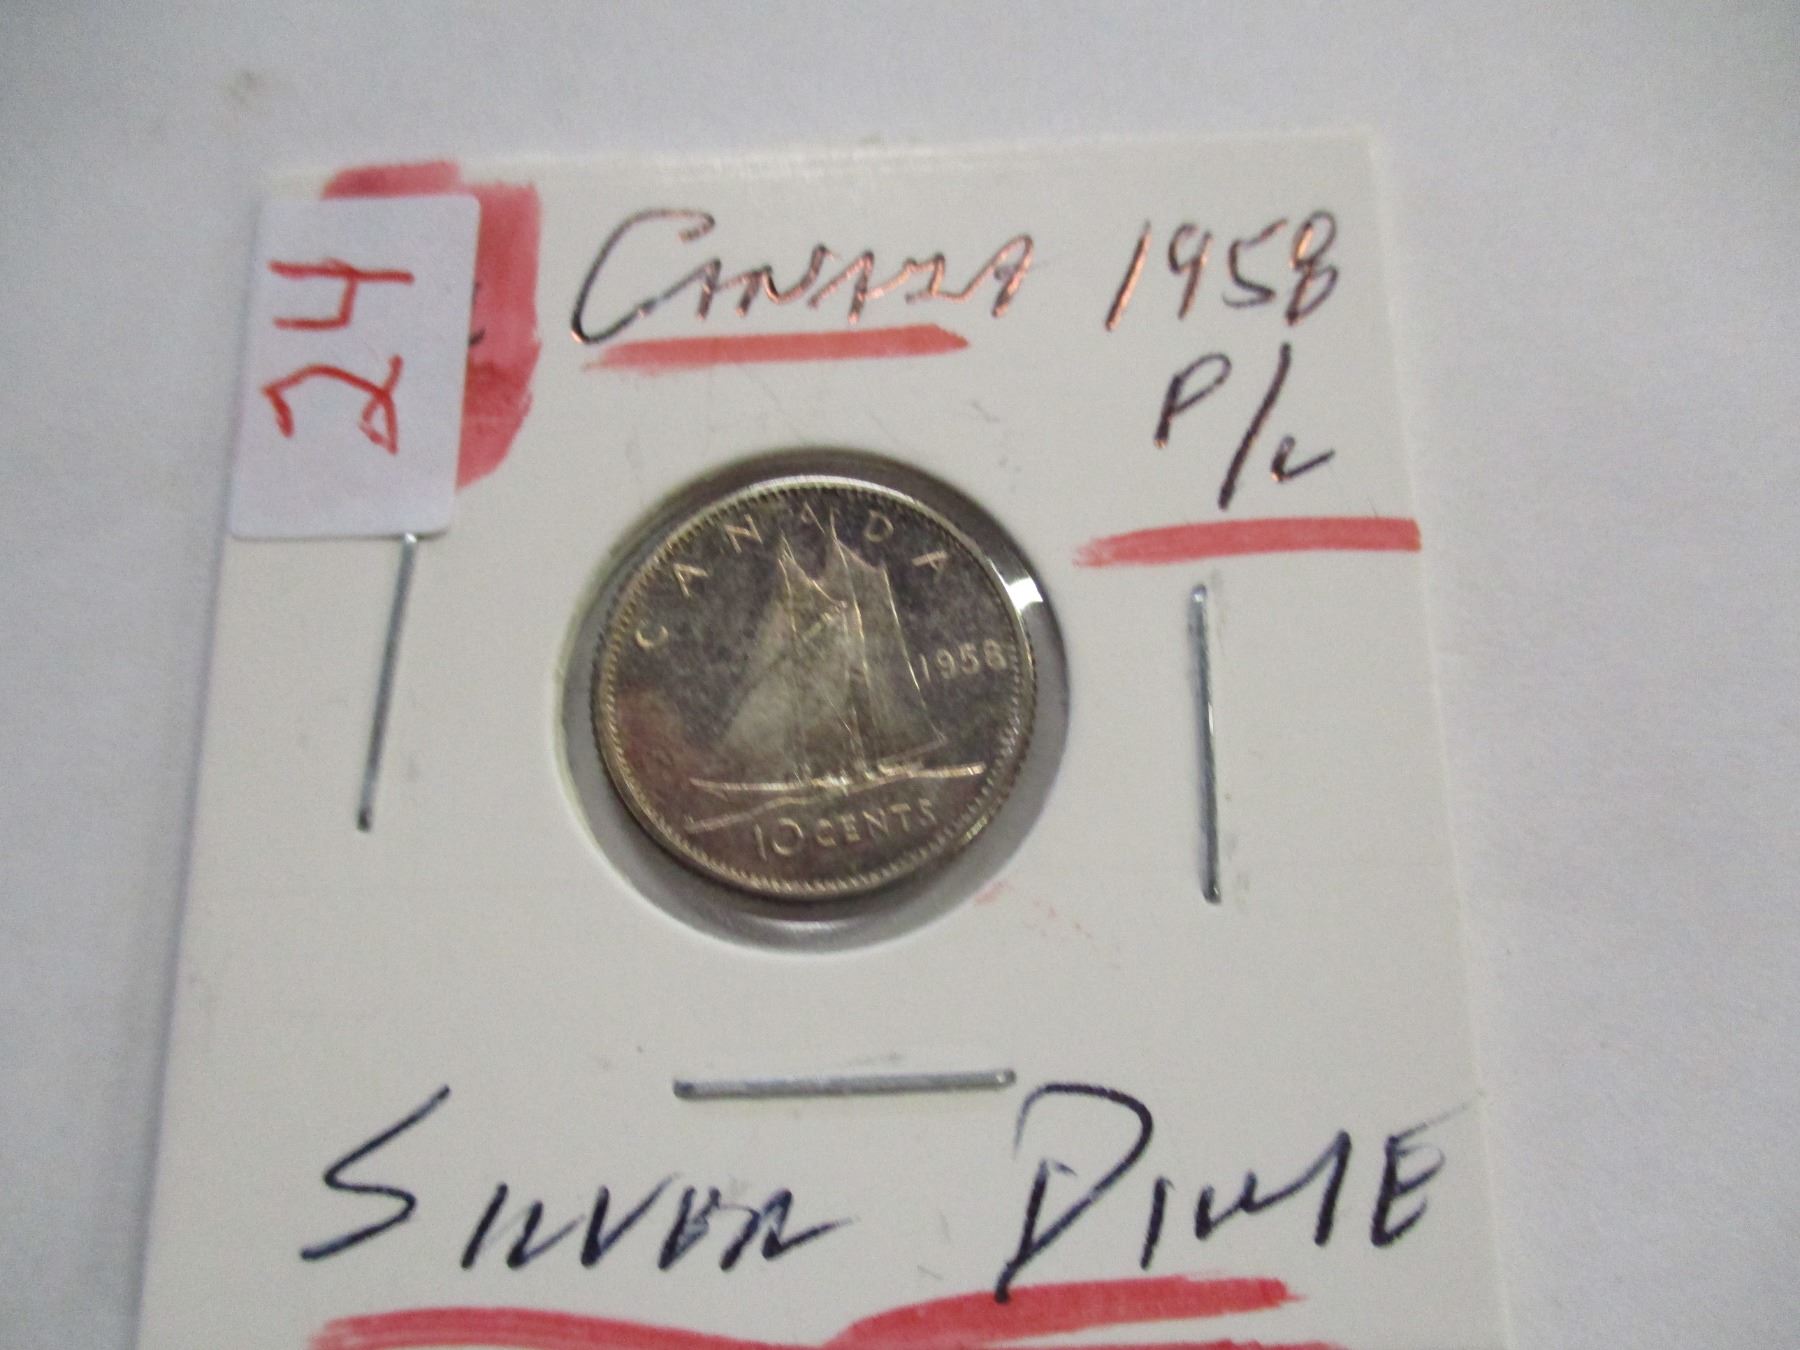 24
CANADA 1958
P/L
CANADA
1958
10 CENTS
SILVER DIME